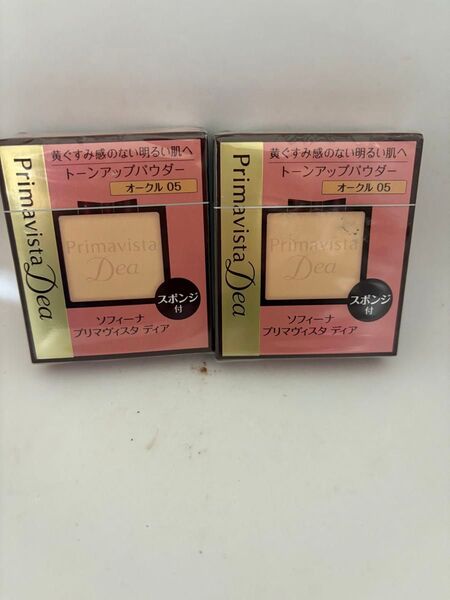 Primavista Dea
黄ぐすみ感のない明るい肌へ
トーンアップパウダー
オークル 05
Primavista
Dea
スポンジ
付
ソフィーナ
プリマヴィスタ ディア
Primavista Dea
黄ぐすみ感のない明るい肌へ
トーンアップパウダー
オークル 05
Primavista
Dea
スポンジ
付
ソフィーナ
プリマヴィスタ ディア